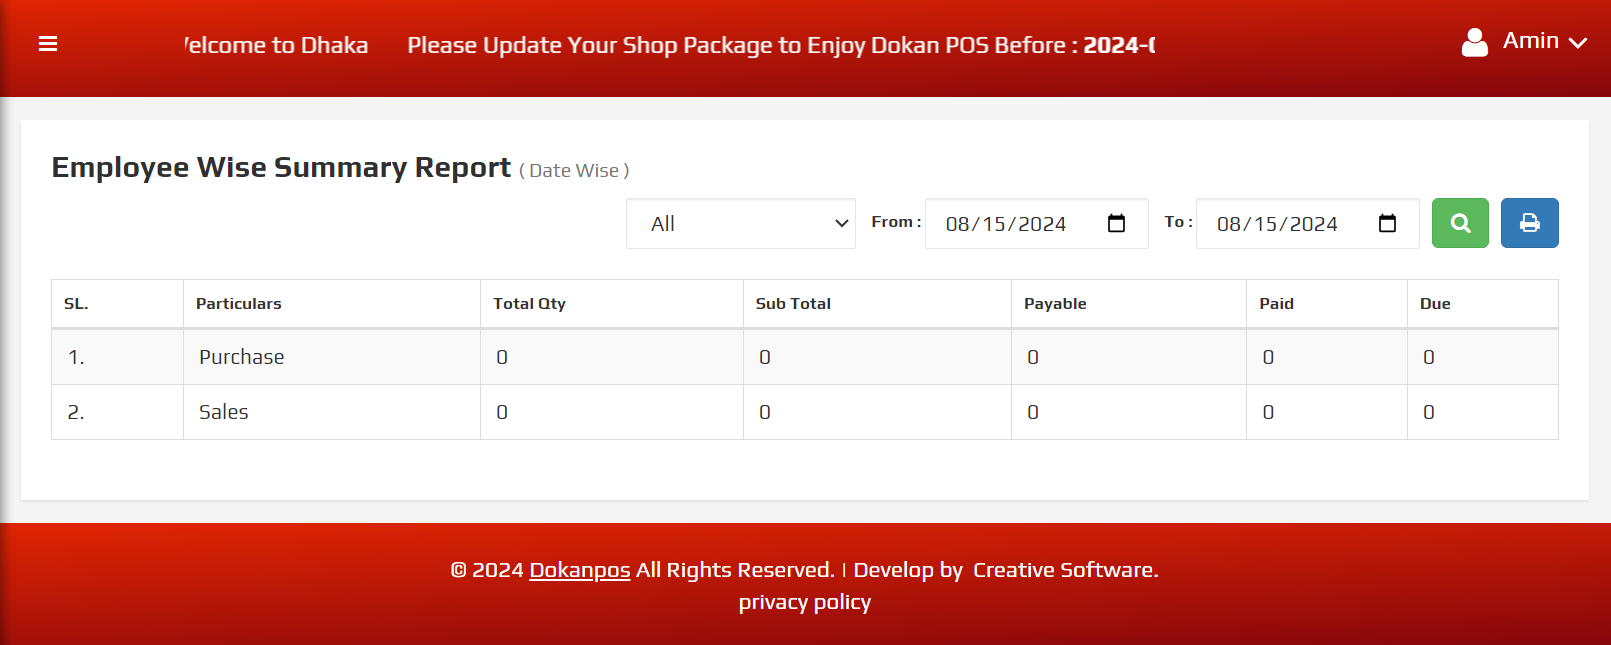 elcome to Dhaka Please Update Your Shop Package to Enjoy Dokan POS Before : 2024-
Amin
Employee Wise Summary Report ( Date Wise )
All From : 08/15/2024 To : 08/15/2024
SL. Particulars Total Qty Sub Total Payable Paid Due
1. Purchase 0 0 0 0 0
2. Sales 0 0 0 0 0
© 2024 Dokanpos All Rights Reserved. | Develop by Creative Software.
privacy policy